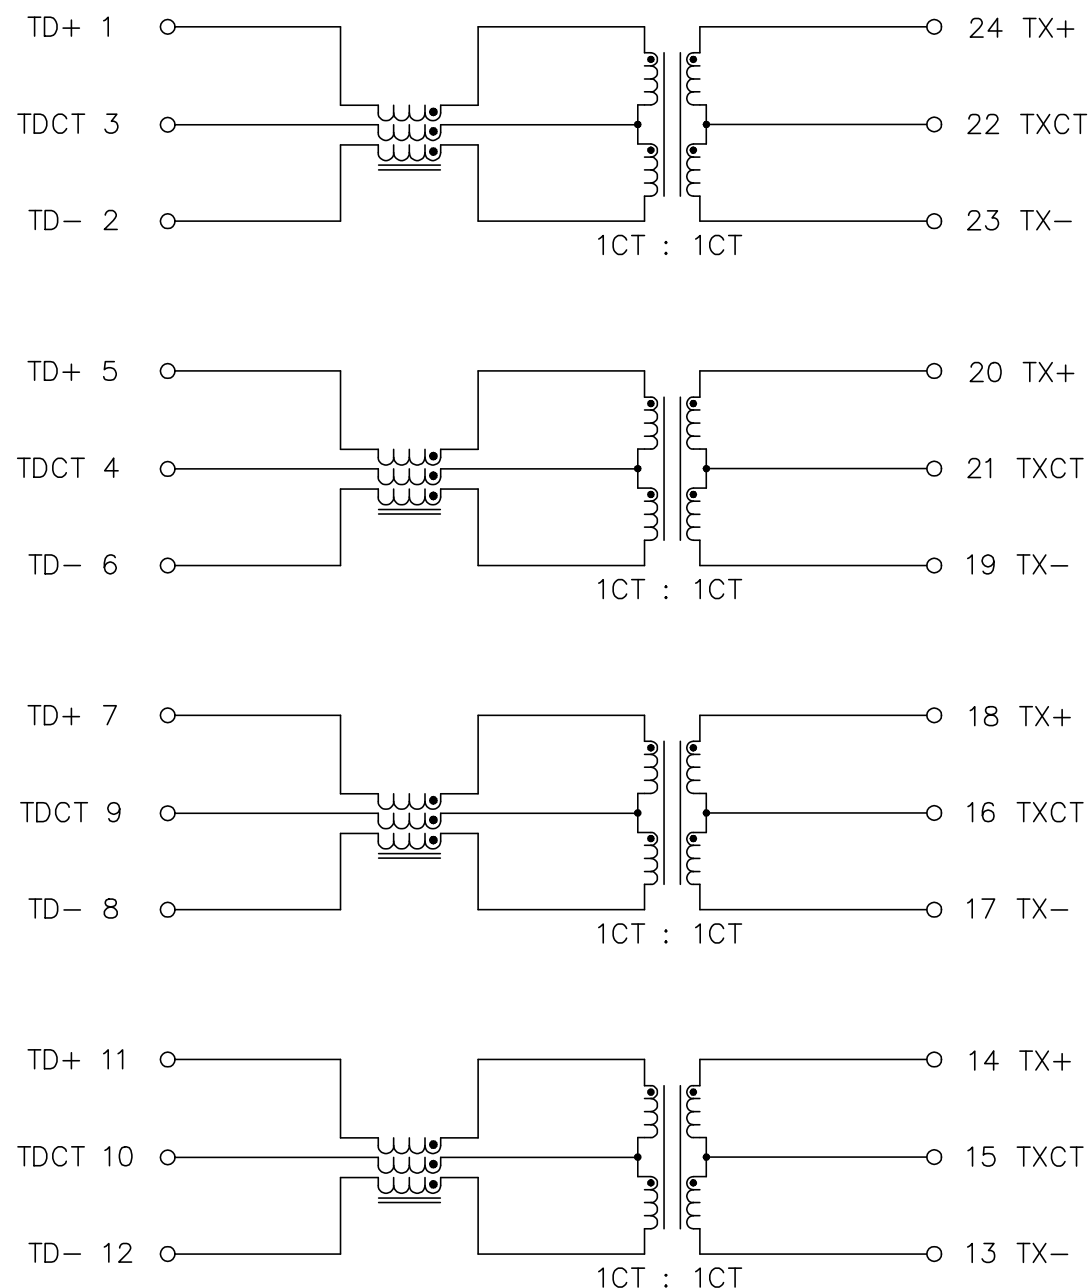 TD+ 1 24 TX+
TDCT 3 22 TXCT
TD- 2 23 TX-
1CT : 1CT
TD+ 5 20 TX+
TDCT 4 21 TXCT
TD- 6 19 TX-
1CT : 1CT
TD+ 7 18 TX+
TDCT 9 16 TXCT
TD- 8 17 TX-
1CT : 1CT
TD+ 11 14 TX+
TDCT 10 15 TXCT
TD- 12 13 TX-
1CT : 1CT